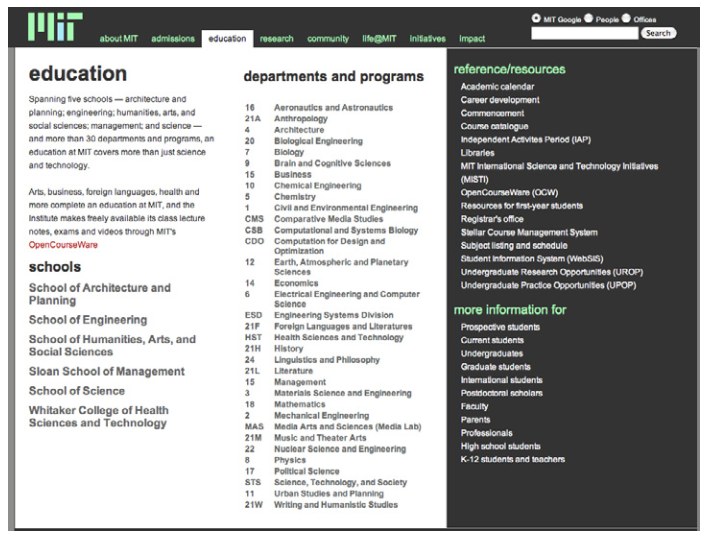 MIT
about MIT admissions education research community life@MIT initiatives impact
MIT Google People Offices
Search
education
Spanning five schools — architecture and
planning; engineering; humanities, arts, and
social sciences; management; and science —
and more than 30 departments and programs, an
education at MIT covers more than just science
and technology.
Arts, business, foreign languages, health and
more complete an education at MIT, and the
Institute makes freely available its class lecture
notes, exams and videos through MIT's
OpenCourseWare
schools
School of Architecture and
Planning
School of Engineering
School of Humanities, Arts, and
Social Sciences
Sloan School of Management
School of Science
Whitaker College of Health
Sciences and Technology
departments and programs
16 Aeronautics and Astronautics
21A Anthropology
4 Architecture
20 Biological Engineering
7 Biology
9 Brain and Cognitive Sciences
15 Business
10 Chemical Engineering
5 Chemistry
1 Civil and Environmental Engineering
CMS Comparative Media Studies
CSB Computational and Systems Biology
CDO Computation for Design and
Optimization
12 Earth, Atmospheric and Planetary
Sciences
14 Economics
6 Electrical Engineering and Computer
Science
ESD Engineering Systems Division
21F Foreign Languages and Literatures
HST Health Sciences and Technology
21H History
24 Linguistics and Philosophy
21L Literature
15 Management
3 Materials Science and Engineering
18 Mathematics
2 Mechanical Engineering
MAS Media Arts and Sciences (Media Lab)
21M Music and Theater Arts
22 Nuclear Science and Engineering
8 Physics
17 Political Science
STS Science, Technology, and Society
11 Urban Studies and Planning
21W Writing and Humanistic Studies
reference/resources
Academic calendar
Career development
Commencement
Course catalogue
Independent Activites Period (IAP)
Libraries
MIT International Science and Technology Initiatives
(MISTI)
OpenCourseWare (OCW)
Resources for first-year students
Registrar's office
Stellar Course Management System
Subject listing and schedule
Student Information System (WebSIS)
Undergraduate Research Opportunities (UROP)
Undergraduate Practice Opportunities (UPOP)
more information for
Prospective students
Current students
Undergraduates
Graduate students
International students
Postdoctoral scholars
Faculty
Parents
Professionals
High school students
K-12 students and teachers